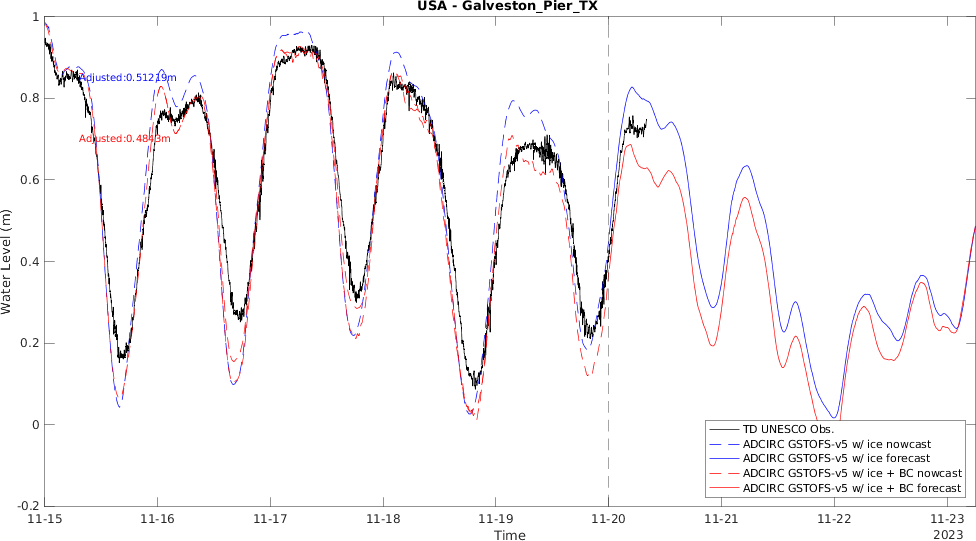 USA - Galveston_Pier_TX
1
0.8
0.6
0.4
0.2
0
-0.2
Water Level (m)
Adjusted:0.51219m
Adjusted:0.4843m
TD UNESCO Obs.
ADCIRC GSTOFS-v5 w/ ice nowcast
ADCIRC GSTOFS-v5 w/ ice forecast
ADCIRC GSTOFS-v5 w/ ice + BC nowcast
ADCIRC GSTOFS-v5 w/ ice + BC forecast
11-15 11-16 11-17 11-18 11-19 11-20 11-21 11-22 11-23
2023
Time